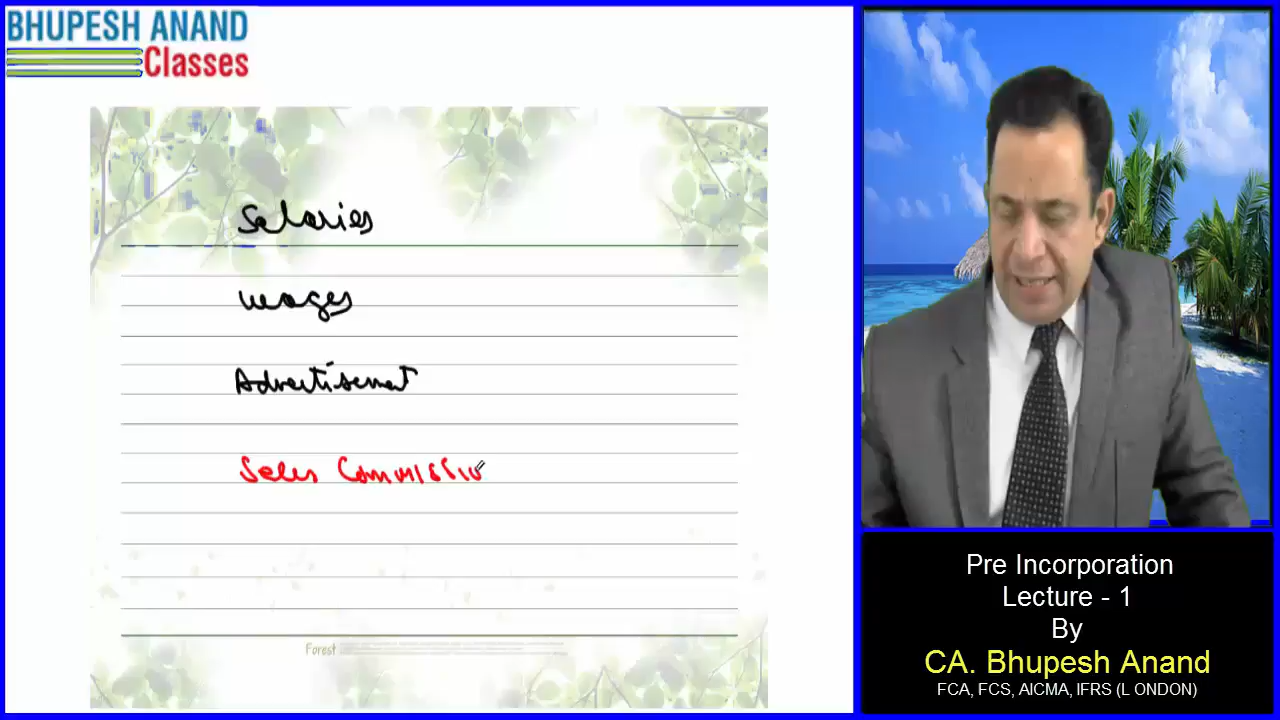 BHUPESH ANAND
Classes
Salaries
Wages
Advertisement
Sales Commission
Forest
Pre Incorporation
Lecture - 1
By
CA. Bhupesh Anand
FCA, FCS, AICMA, IFRS (L ONDON)